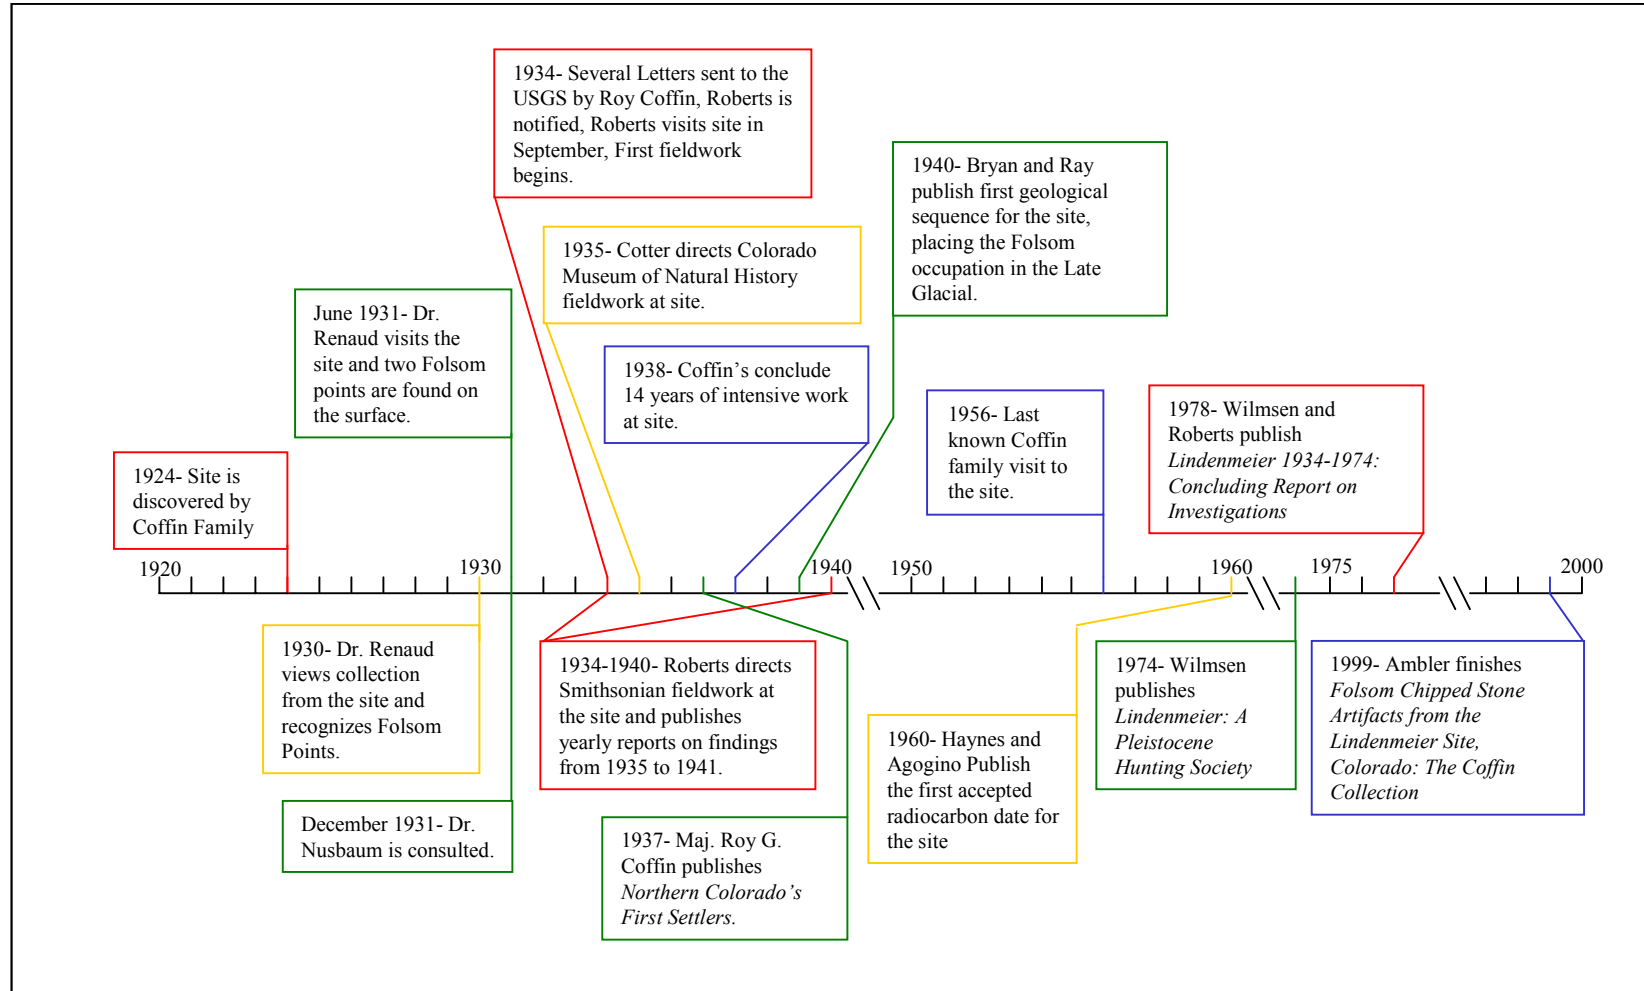 1934- Several Letters sent to the
USGS by Roy Coffin, Roberts is
notified, Roberts visits site in
September, First fieldwork
begins.
1940- Bryan and Ray
publish first geological
sequence for the site,
placing the Folsom
occupation in the Late
Glacial.
1935- Cotter directs Colorado
Museum of Natural History
fieldwork at site.
June 1931- Dr.
Renaud visits the
site and two Folsom
points are found on
the surface.
1938- Coffin’s conclude
14 years of intensive work
at site.
1956- Last
known Coffin
family visit to
the site.
1978- Wilmsen and
Roberts publish
Lindenmeier 1934-1974:
Concluding Report on
Investigations
1924- Site is
discovered by
Coffin Family
1920 1930 1940 1950 1960 1975 2000
1930- Dr. Renaud
views collection
from the site and
recognizes Folsom
Points.
1934-1940- Roberts directs
Smithsonian fieldwork at
the site and publishes
yearly reports on findings
from 1935 to 1941.
1974- Wilmsen
publishes
Lindenmeier: A
Pleistocene
Hunting Society
1999- Ambler finishes
Folsom Chipped Stone
Artifacts from the
Lindenmeier Site,
Colorado: The Coffin
Collection
1960- Haynes and
Agogino Publish
the first accepted
radiocarbon date for
the site
December 1931- Dr.
Nusbaum is consulted.
1937- Maj. Roy G.
Coffin publishes
Northern Colorado’s
First Settlers.